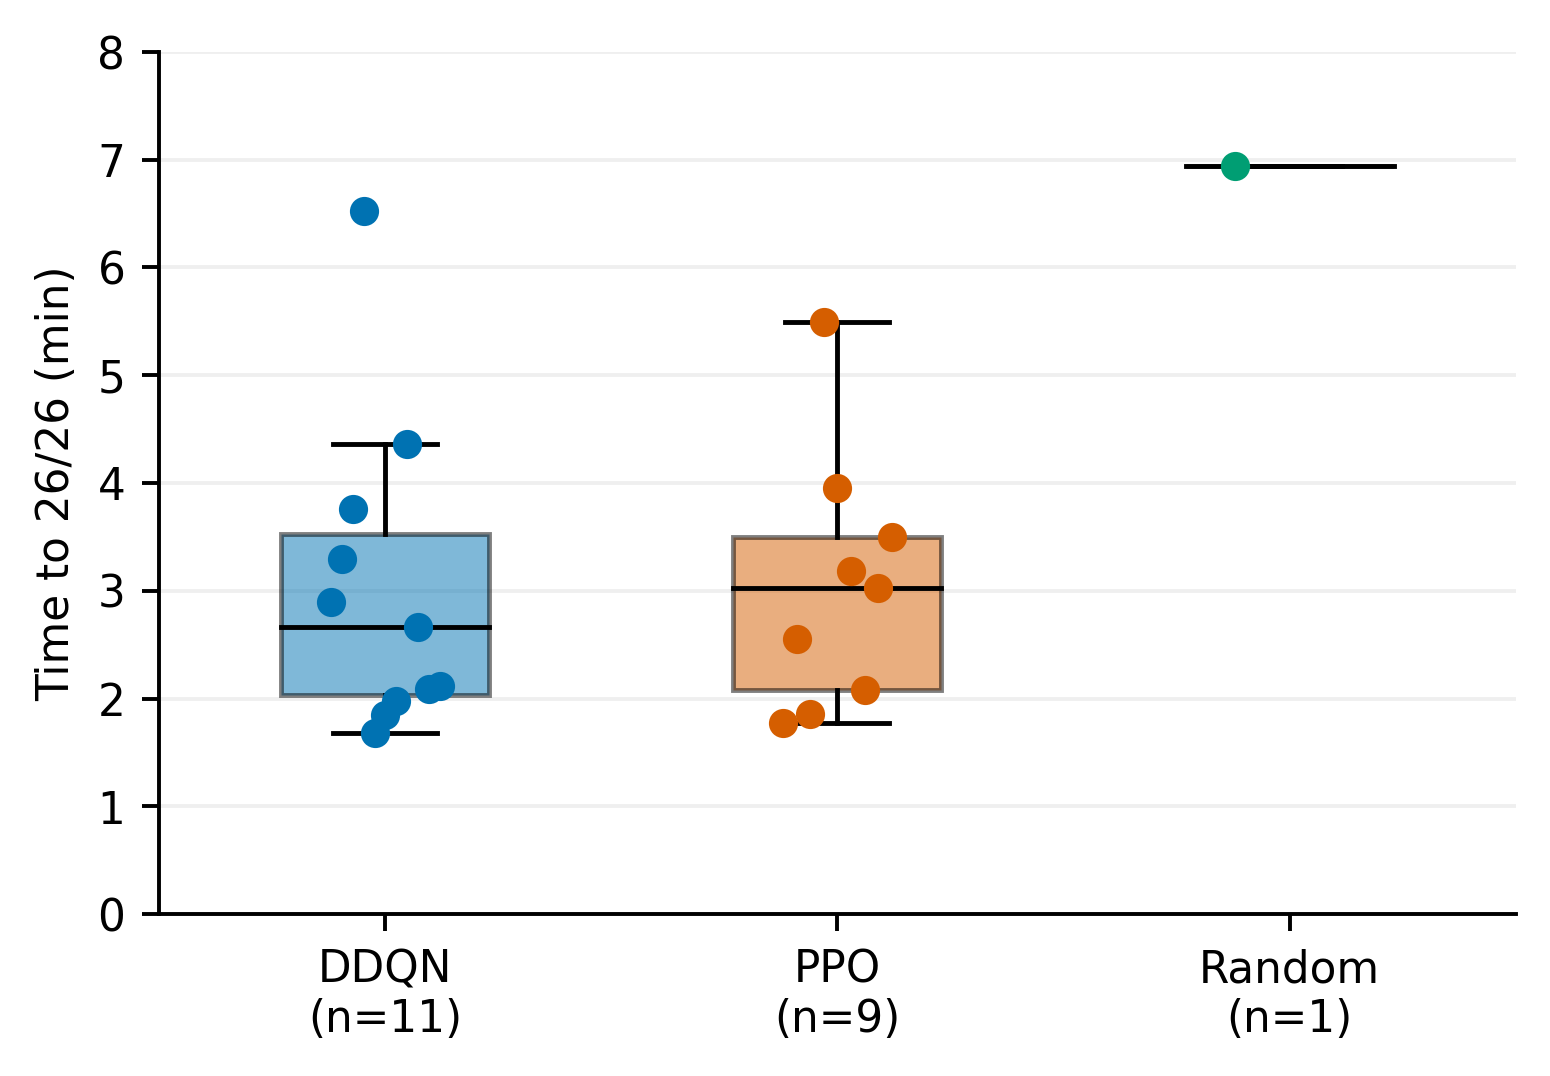 Time to 26/26 (min)
8
7
6
5
4
3
2
1
0
DDQN
(n=11)
PPO
(n=9)
Random
(n=1)